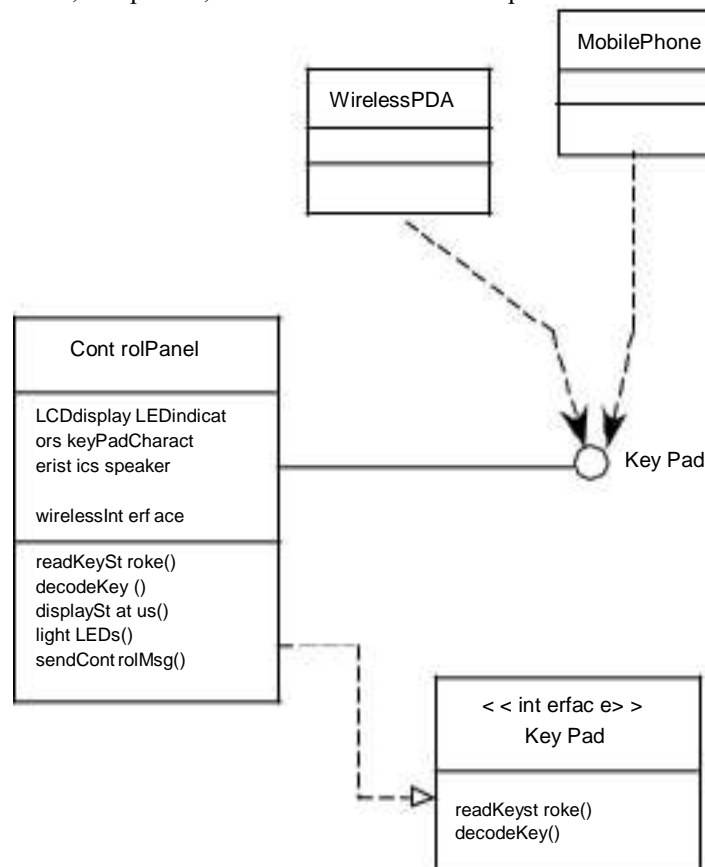 MobilePhone
WirelessPDA
Cont rolPanel
LCDdisplay LEDindicat
ors keyPadCharact
erist ics speaker
wirelessInt erf ace
Key Pad
readKeySt roke()
decodeKey ()
displaySt at us()
light LEDs()
sendCont rolMsg()
< < int erfac e> >
Key Pad
readKeyst roke()
decodeKey()